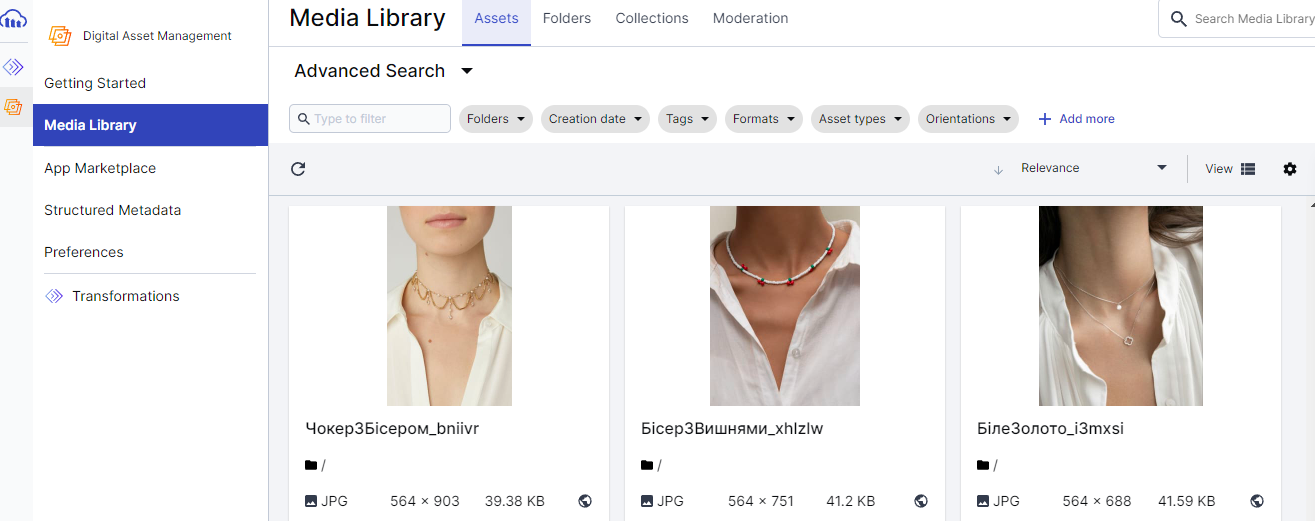 Digital Asset Management
Getting Started
Media Library
App Marketplace
Structured Metadata
Preferences
Transformations
Media Library
Assets
Folders
Collections
Moderation
Search Media Library
Advanced Search
Type to filter
Folders
Creation date
Tags
Formats
Asset types
Orientations
Add more
Relevance
View
ЧокерЗБісером_bniivr
/
JPG 564 × 903 39.38 KB
БісерЗВишнями_xhlzlw
/
JPG 564 × 751 41.2 KB
БілеЗолото_i3mxsi
/
JPG 564 × 688 41.59 KB